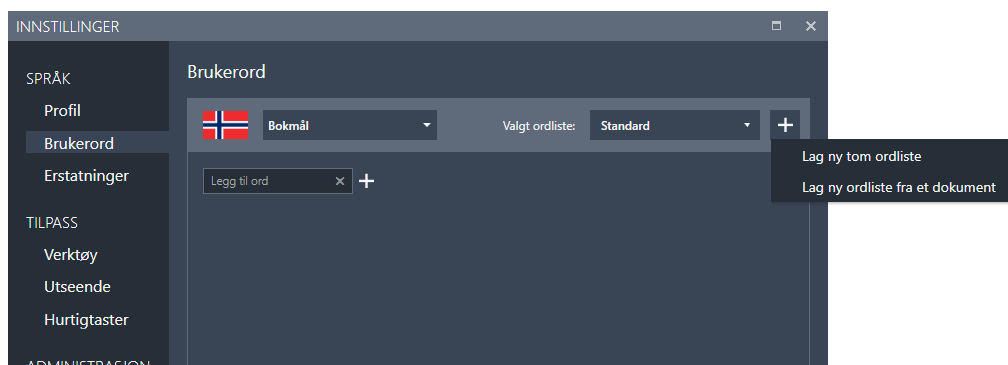 INNSTILLINGER
SPRÅK
Profil
Brukerord
Erstatninger
TILPASS
Verktøy
Utseende
Hurtigtaster
ADMINISTRASJON
Brukerord
Bokmål
Valgt ordliste:
Standard
Lag ny tom ordliste
Lag ny ordliste fra et dokument
Legg til ord